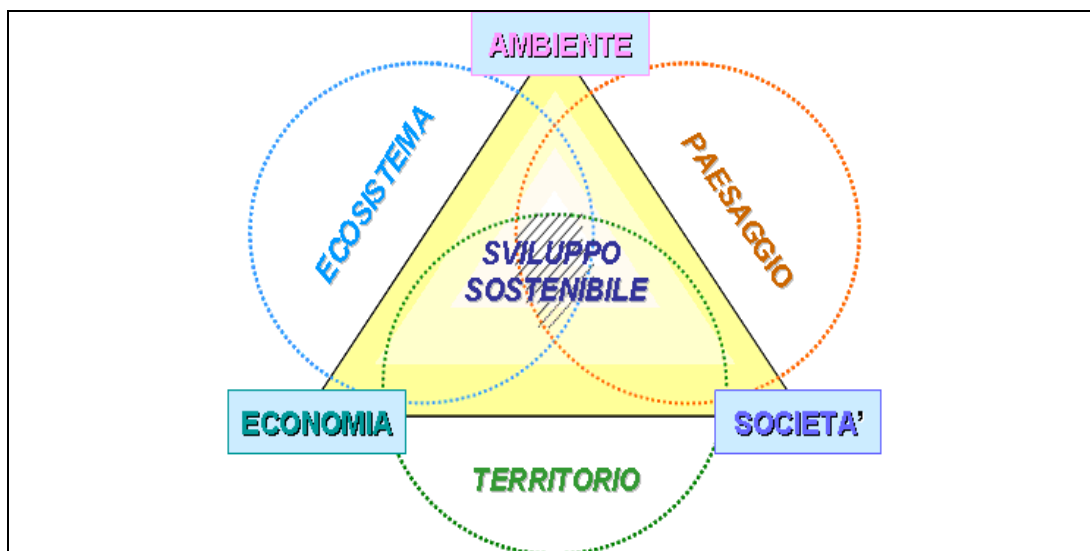 AMBIENTE
ECOSISTEMA
PAESAGGIO
SVILUPPO
SOSTENIBILE
ECONOMIA
SOCIETA'
TERRITORIO